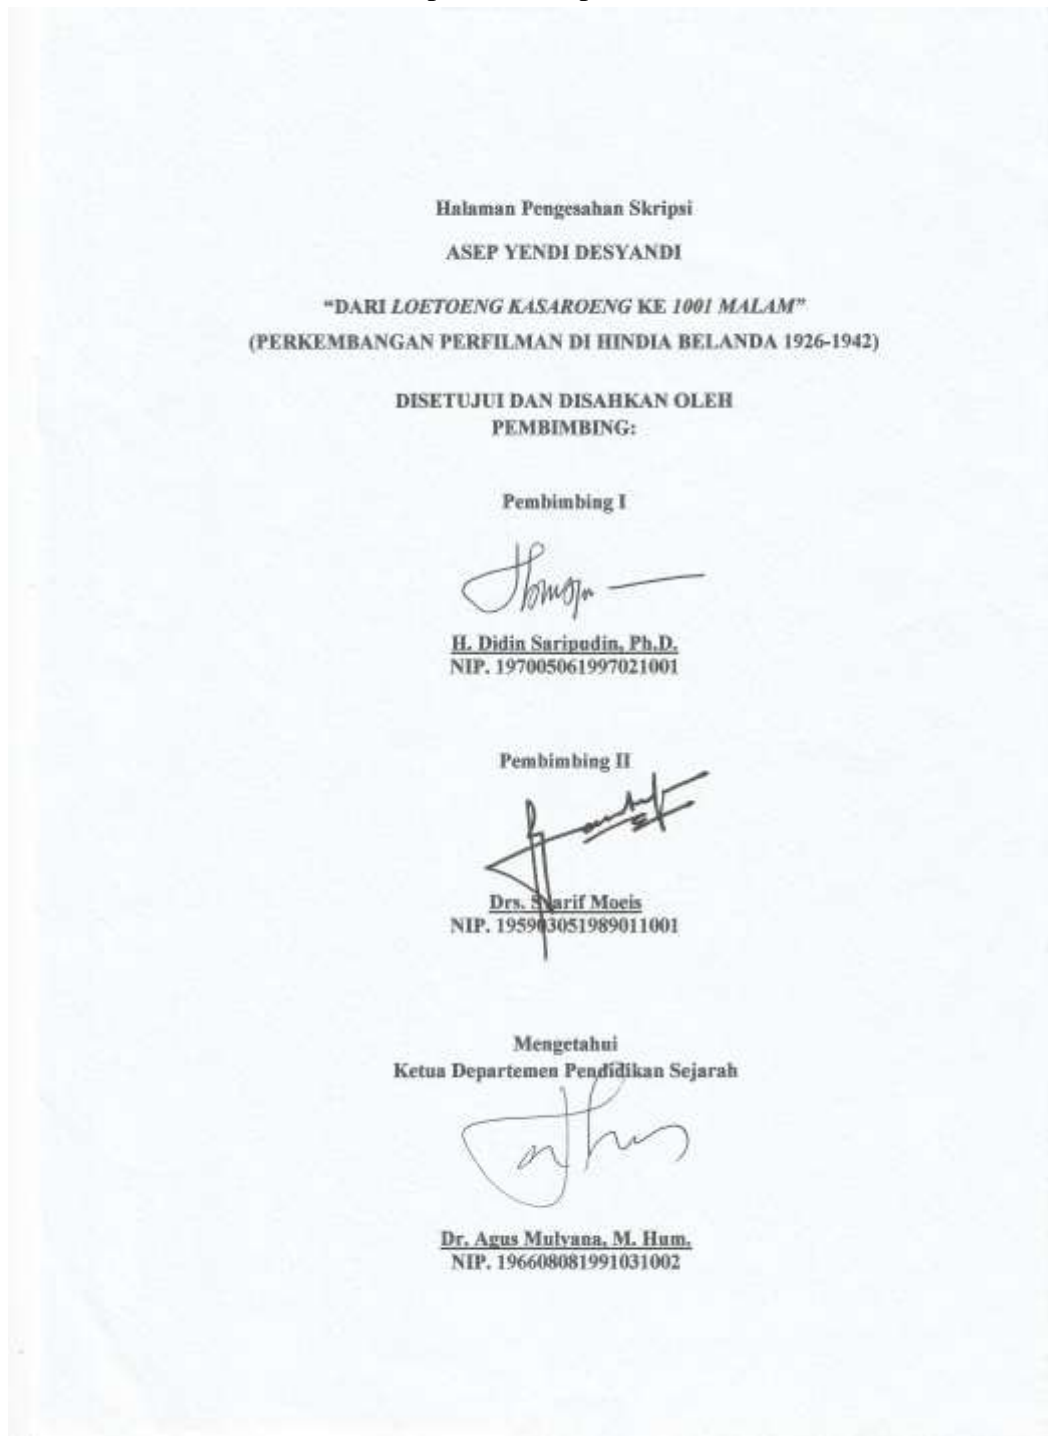 Halaman Pengesahan Skripsi
ASEP YENDI DESYANDI
“DARI LOETOENG KASAROENG KE 1001 MALAM”
(PERKEMBANGAN PERFILMAN DI HINDIA BELANDA 1926-1942)
DISETUJUI DAN DISAHKAN OLEH
PEMBIMBING:
Pembimbing I
H. Didin Saripudin, Ph.D.
NIP. 197005061997021001
Pembimbing II
Drs. Syarif Moeis
NIP. 195903051989011001
Mengetahui
Ketua Departemen Pendidikan Sejarah
Dr. Agus Mulyana, M. Hum.
NIP. 196608081991031002